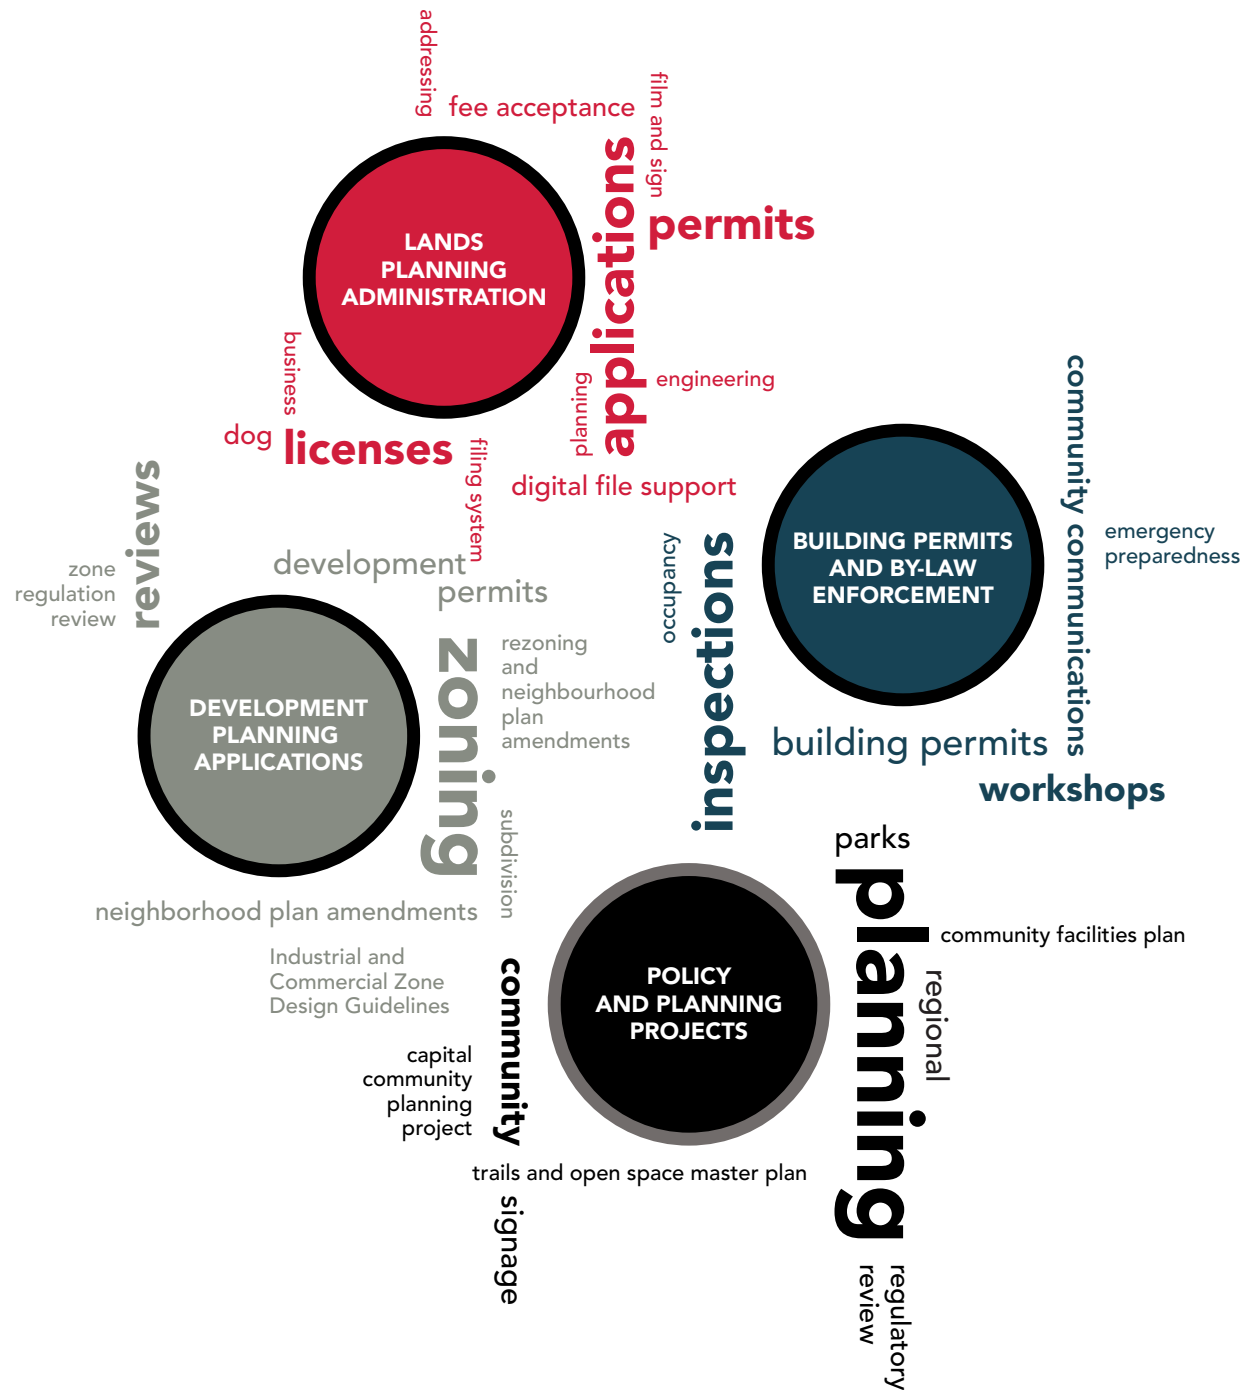 addressing
fee acceptance
film and sign
applications
permits
LANDS
PLANNING
ADMINISTRATION
business
planning
engineering
dog
licenses
filing system
digital file support
community communications
emergency
preparedness
occupancy
inspections
BUILDING PERMITS
AND BY-LAW
ENFORCEMENT
building permits
workshops
reviews
zone
regulation
review
development
permits
zoning
rezoning
and
neighbourhood
plan
amendments
DEVELOPMENT
PLANNING
APPLICATIONS
subdivision
neighborhood plan amendments
Industrial and
Commercial Zone
Design Guidelines
parks
planning
community facilities plan
regional
POLICY
AND PLANNING
PROJECTS
community
capital
community
planning
project
trails and open space master plan
signage
regulatory
review